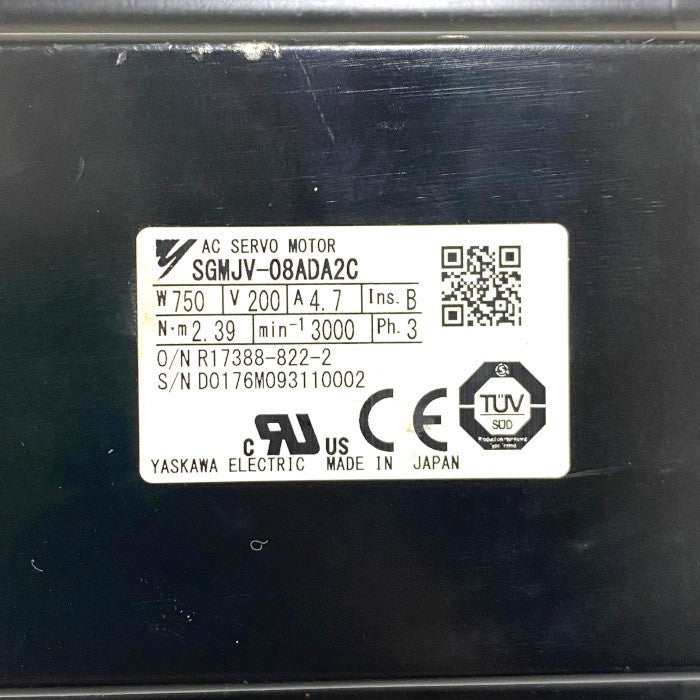 AC SERVO MOTOR
SGMJV-08ADA2C
W 750 V 200 A 4.7 Ins. B
N·m 2.39 min⁻¹ 3000 Ph. 3
O/N R17388-822-2
S/N D0176M093110002
TÜV
SÜD
C RU US CE
YASKAWA ELECTRIC MADE IN JAPAN